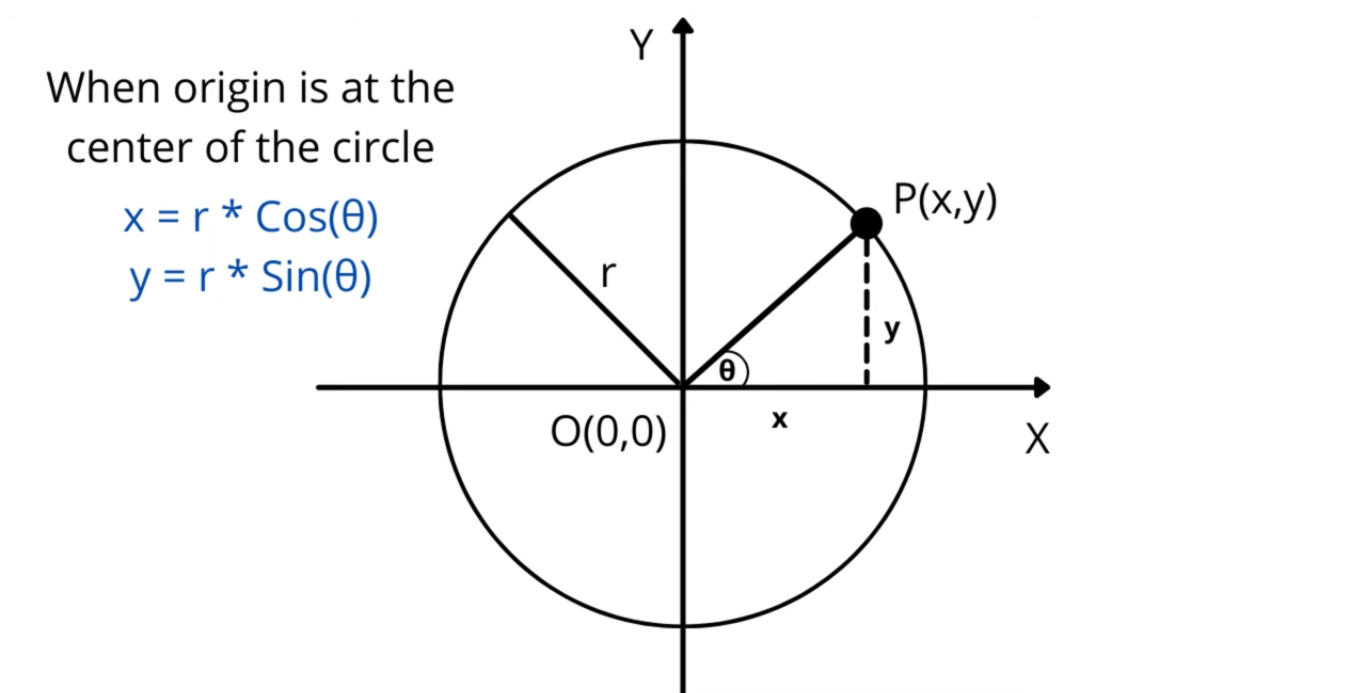 When origin is at the
center of the circle
x = r * Cos(θ)
y = r * Sin(θ)
Y
P(x,y)
r
y
θ
x
O(0,0)
X